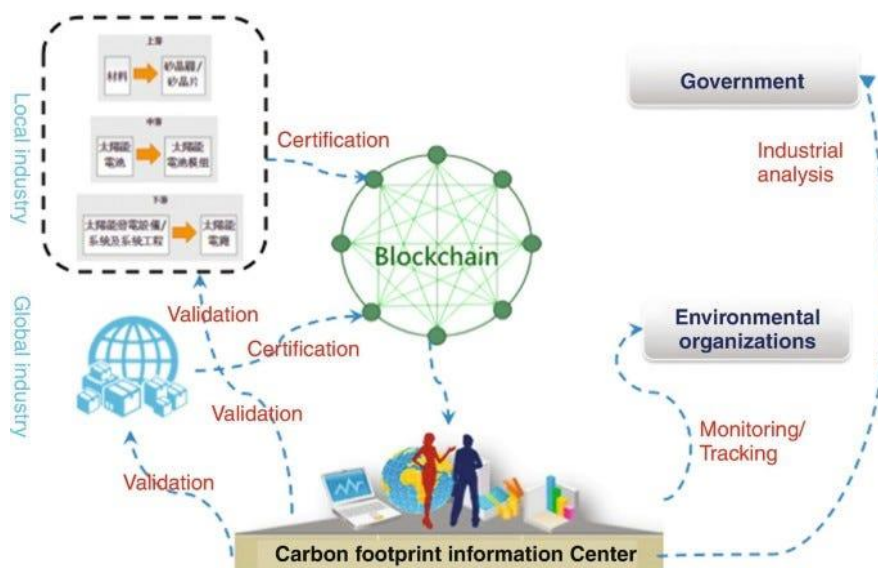 上游
材料
砂晶圓/
砂晶片
中游
太陽能
電池
太陽能
電池模組
下游
太陽能發電設備/
系統及系統工程
太陽能
電廠
Local industry
Global industry
Certification
Blockchain
Validation
Certification
Validation
Validation
Government
Industrial
analysis
Environmental
organizations
Monitoring/
Tracking
Carbon footprint information Center